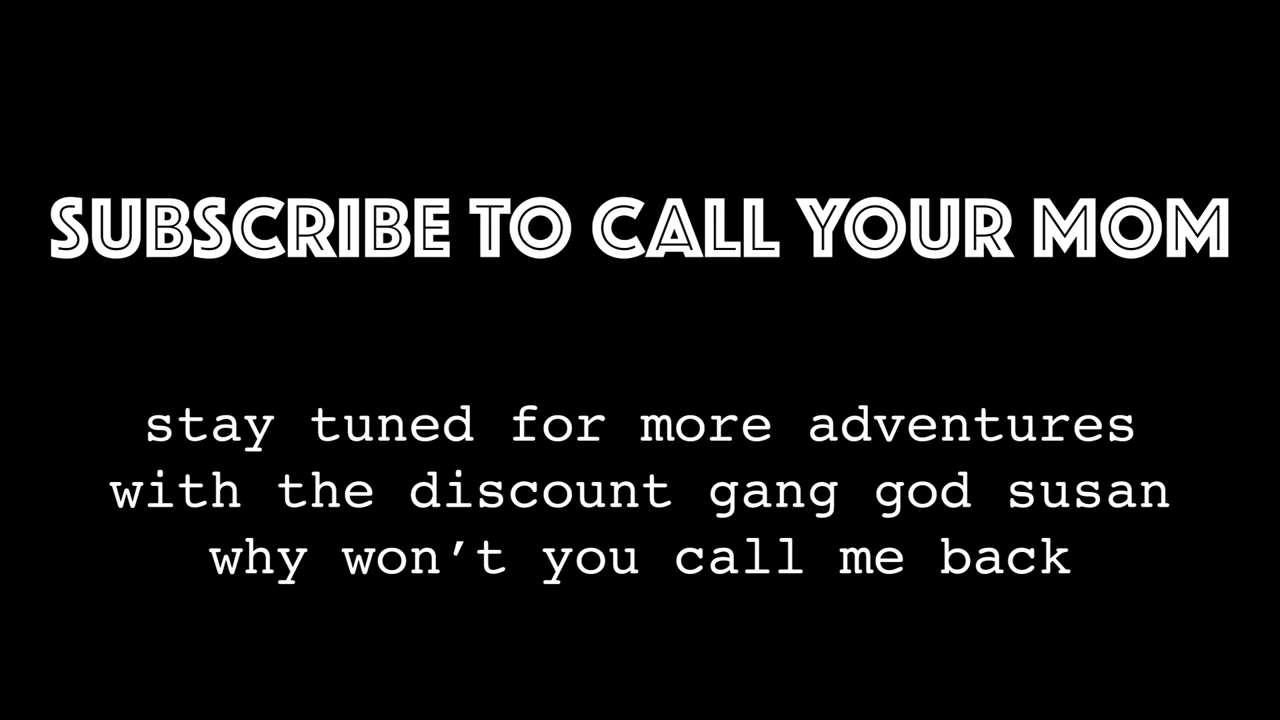 SUBSCRIBE TO CALL YOUR MOM
stay tuned for more adventures
with the discount gang god susan
why won’t you call me back